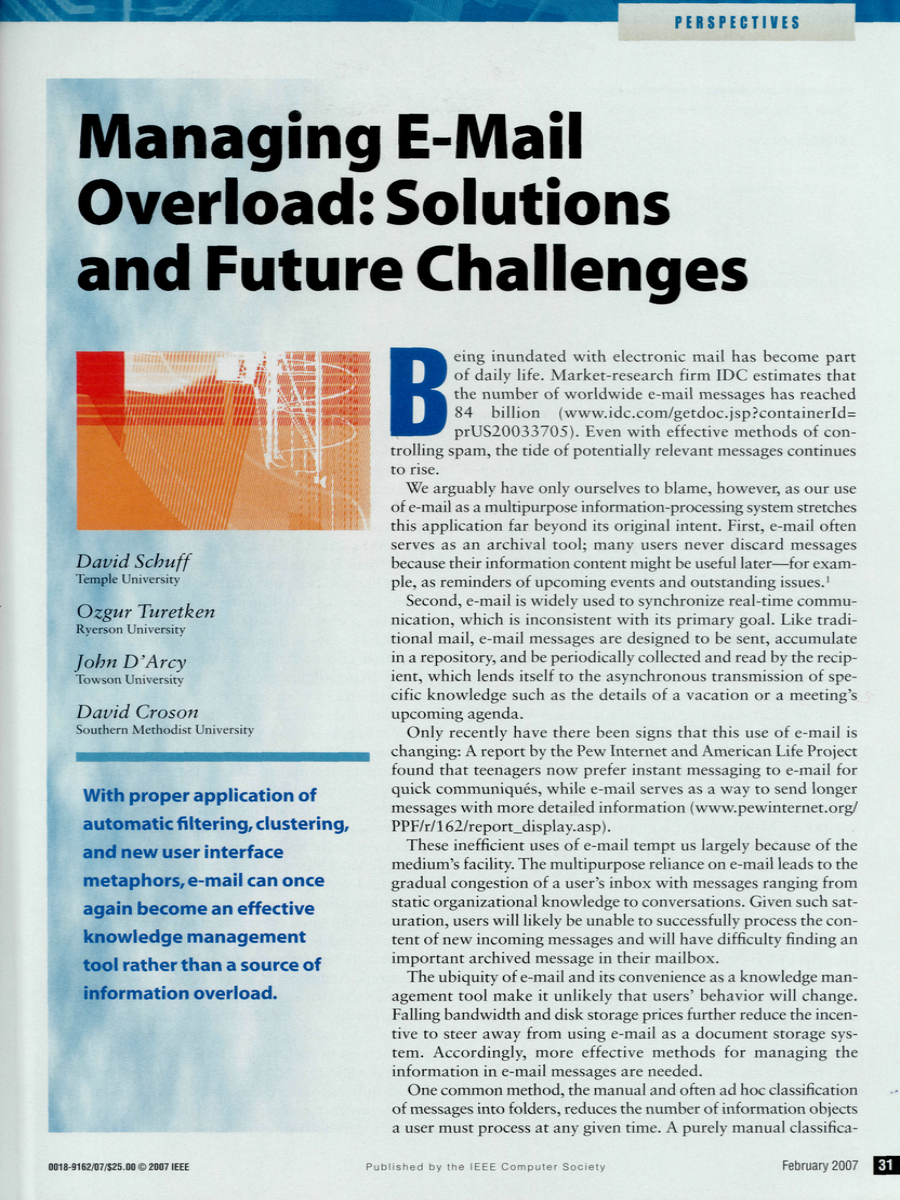 PERSPECTIVES
Managing E-Mail
Overload: Solutions
and Future Challenges
David Schuff
Temple University
Ozgur Turetken
Ryerson University
John D'Arcy
Towson University
David Croson
Southern Methodist University
With proper application of
automatic filtering, clustering,
and new user interface
metaphors, e-mail can once
again become an effective
knowledge management
tool rather than a source of
information overload.
Being inundated with electronic mail has become part
of daily life. Market-research firm IDC estimates that
the number of worldwide e-mail messages has reached
84 billion (www.idc.com/getdoc.jsp?containerId=
prUS20033705). Even with effective methods of con-
trolling spam, the tide of potentially relevant messages continues
to rise.
We arguably have only ourselves to blame, however, as our use
of e-mail as a multipurpose information-processing system stretches
this application far beyond its original intent. First, e-mail often
serves as an archival tool; many users never discard messages
because their information content might be useful later—for exam-
ple, as reminders of upcoming events and outstanding issues.¹
Second, e-mail is widely used to synchronize real-time commu-
nication, which is inconsistent with its primary goal. Like tradi-
tional mail, e-mail messages are designed to be sent, accumulate
in a repository, and be periodically collected and read by the recip-
ient, which lends itself to the asynchronous transmission of spe-
cific knowledge such as the details of a vacation or a meeting's
upcoming agenda.
Only recently have there been signs that this use of e-mail is
changing: A report by the Pew Internet and American Life Project
found that teenagers now prefer instant messaging to e-mail for
quick communiqués, while e-mail serves as a way to send longer
messages with more detailed information (www.pewinternet.org/
PPF/r/162/report_display.asp).
These inefficient uses of e-mail tempt us largely because of the
medium's facility. The multipurpose reliance on e-mail leads to the
gradual congestion of a user's inbox with messages ranging from
static organizational knowledge to conversations. Given such sat-
uration, users will likely be unable to successfully process the con-
tent of new incoming messages and will have difficulty finding an
important archived message in their mailbox.
The ubiquity of e-mail and its convenience as a knowledge man-
agement tool make it unlikely that users' behavior will change.
Falling bandwidth and disk storage prices further reduce the incen-
tive to steer away from using e-mail as a document storage sys-
tem. Accordingly, more effective methods for managing the
information in e-mail messages are needed.
One common method, the manual and often ad hoc classification
of messages into folders, reduces the number of information objects
a user must process at any given time. A purely manual classifica-
0018-9162/07/$25.00 © 2007 IEEE
Published by the IEEE Computer Society
February 2007
31